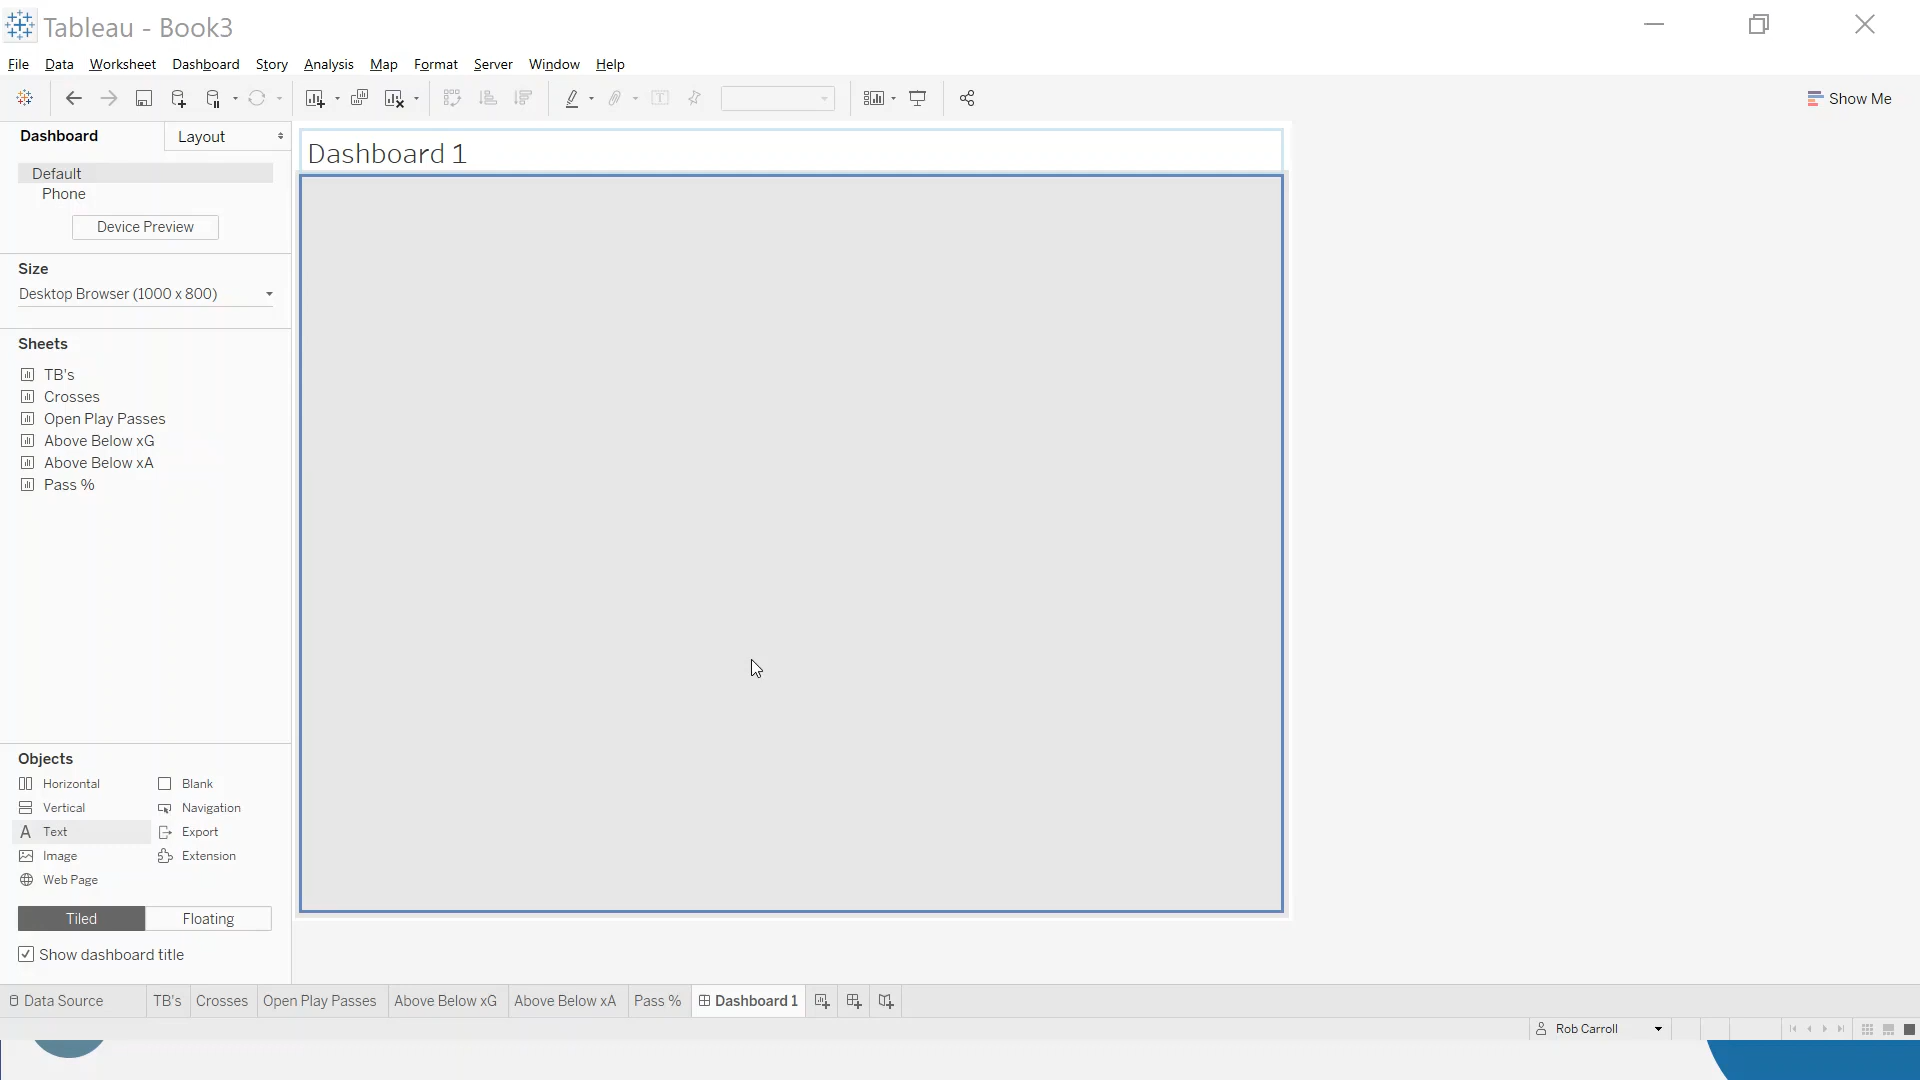 Tableau - Book3
File Data Worksheet Dashboard Story Analysis Map Format Server Window Help
Show Me
Dashboard Layout
Default
Phone
Device Preview
Size
Desktop Browser (1000 x 800)
Sheets
TB's
Crosses
Open Play Passes
Above Below xG
Above Below xA
Pass %
Objects
Horizontal Blank
Vertical Navigation
Text Export
Image Extension
Web Page
Tiled Floating
Show dashboard title
Dashboard 1
Data Source TB's Crosses Open Play Passes Above Below xG Above Below xA Pass % Dashboard 1
Rob Carroll